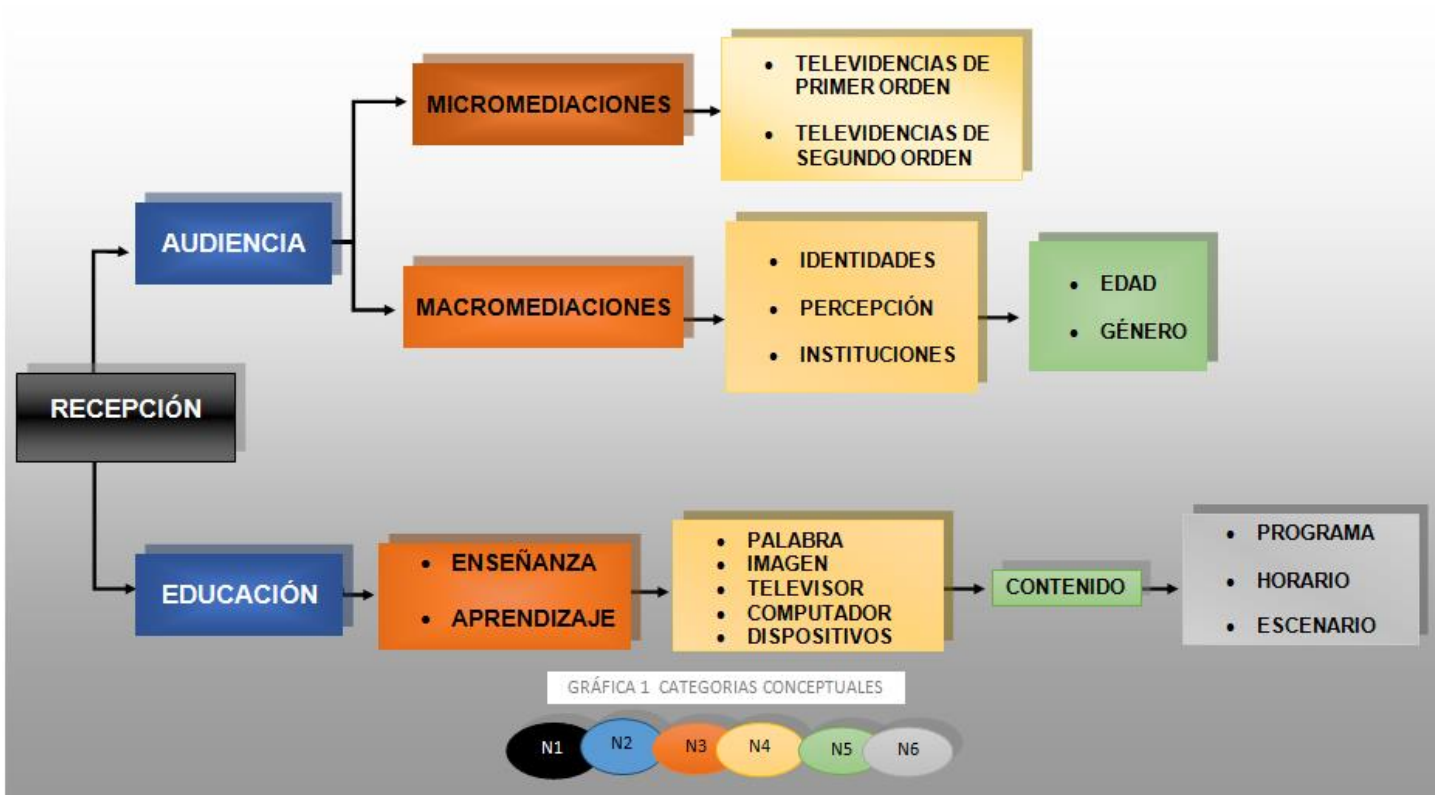 MICROMEDIACIONES
• TELEVIDENCIAS DE
PRIMER ORDEN
• TELEVIDENCIAS DE
SEGUNDO ORDEN
AUDIENCIA
MACROMEDIACIONES
• IDENTIDADES
• PERCEPCIÓN
• INSTITUCIONES
• EDAD
• GÉNERO
RECEPCIÓN
EDUCACIÓN
• ENSEÑANZA
• APRENDIZAJE
• PALABRA
• IMAGEN
• TELEVISOR
• COMPUTADOR
• DISPOSITIVOS
CONTENIDO
• PROGRAMA
• HORARIO
• ESCENARIO
GRÁFICA 1 CATEGORIAS CONCEPTUALES
N1 N2 N3 N4 N5 N6